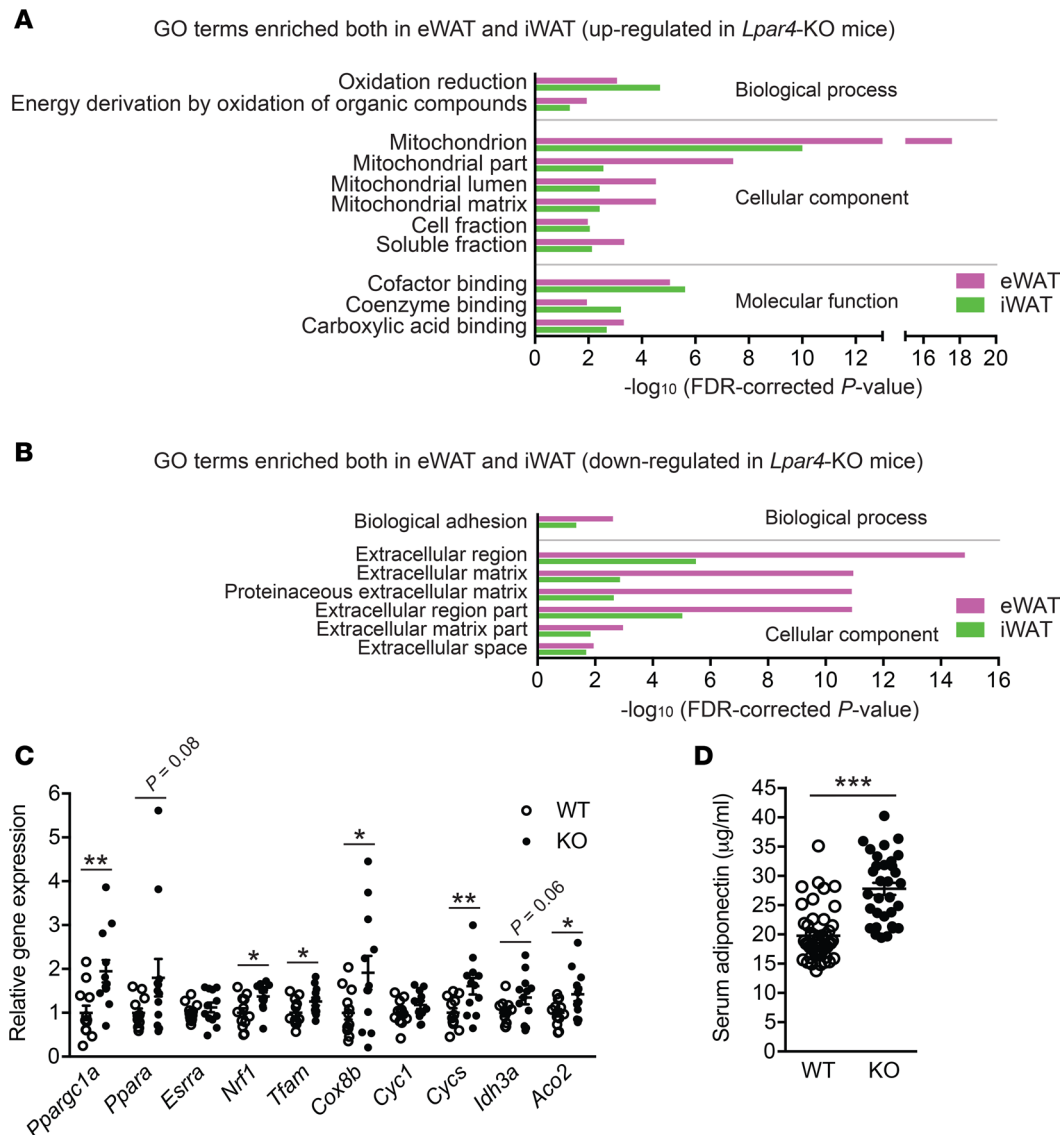 A
GO terms enriched both in eWAT and iWAT (up-regulated in Lpar4-KO mice)
Oxidation reduction
Energy derivation by oxidation of organic compounds
Biological process
Mitochondrion
Mitochondrial part
Mitochondrial lumen
Mitochondrial matrix
Cell fraction
Soluble fraction
Cellular component
Cofactor binding
Coenzyme binding
Carboxylic acid binding
Molecular function
eWAT
iWAT
0 2 4 6 8 10 12 16 18 20
-log10 (FDR-corrected P-value)
B
GO terms enriched both in eWAT and iWAT (down-regulated in Lpar4-KO mice)
Biological adhesion
Biological process
Extracellular region
Extracellular matrix
Proteinaceous extracellular matrix
Extracellular region part
Extracellular matrix part
Extracellular space
Cellular component
eWAT
iWAT
0 2 4 6 8 10 12 14 16
-log10 (FDR-corrected P-value)
C
Relative gene expression
6
5
4
3
2
1
0
**
P = 0.08
*
*
*
**
P = 0.06
*
WT
KO
Ppargc1a
Ppara
Esrra
Nrf1
Tfam
Cox8b
Cyc1
Cycs
Idh3a
Aco2
D
Serum adiponectin (μg/ml)
45
40
35
30
25
20
15
10
5
0
***
WT KO